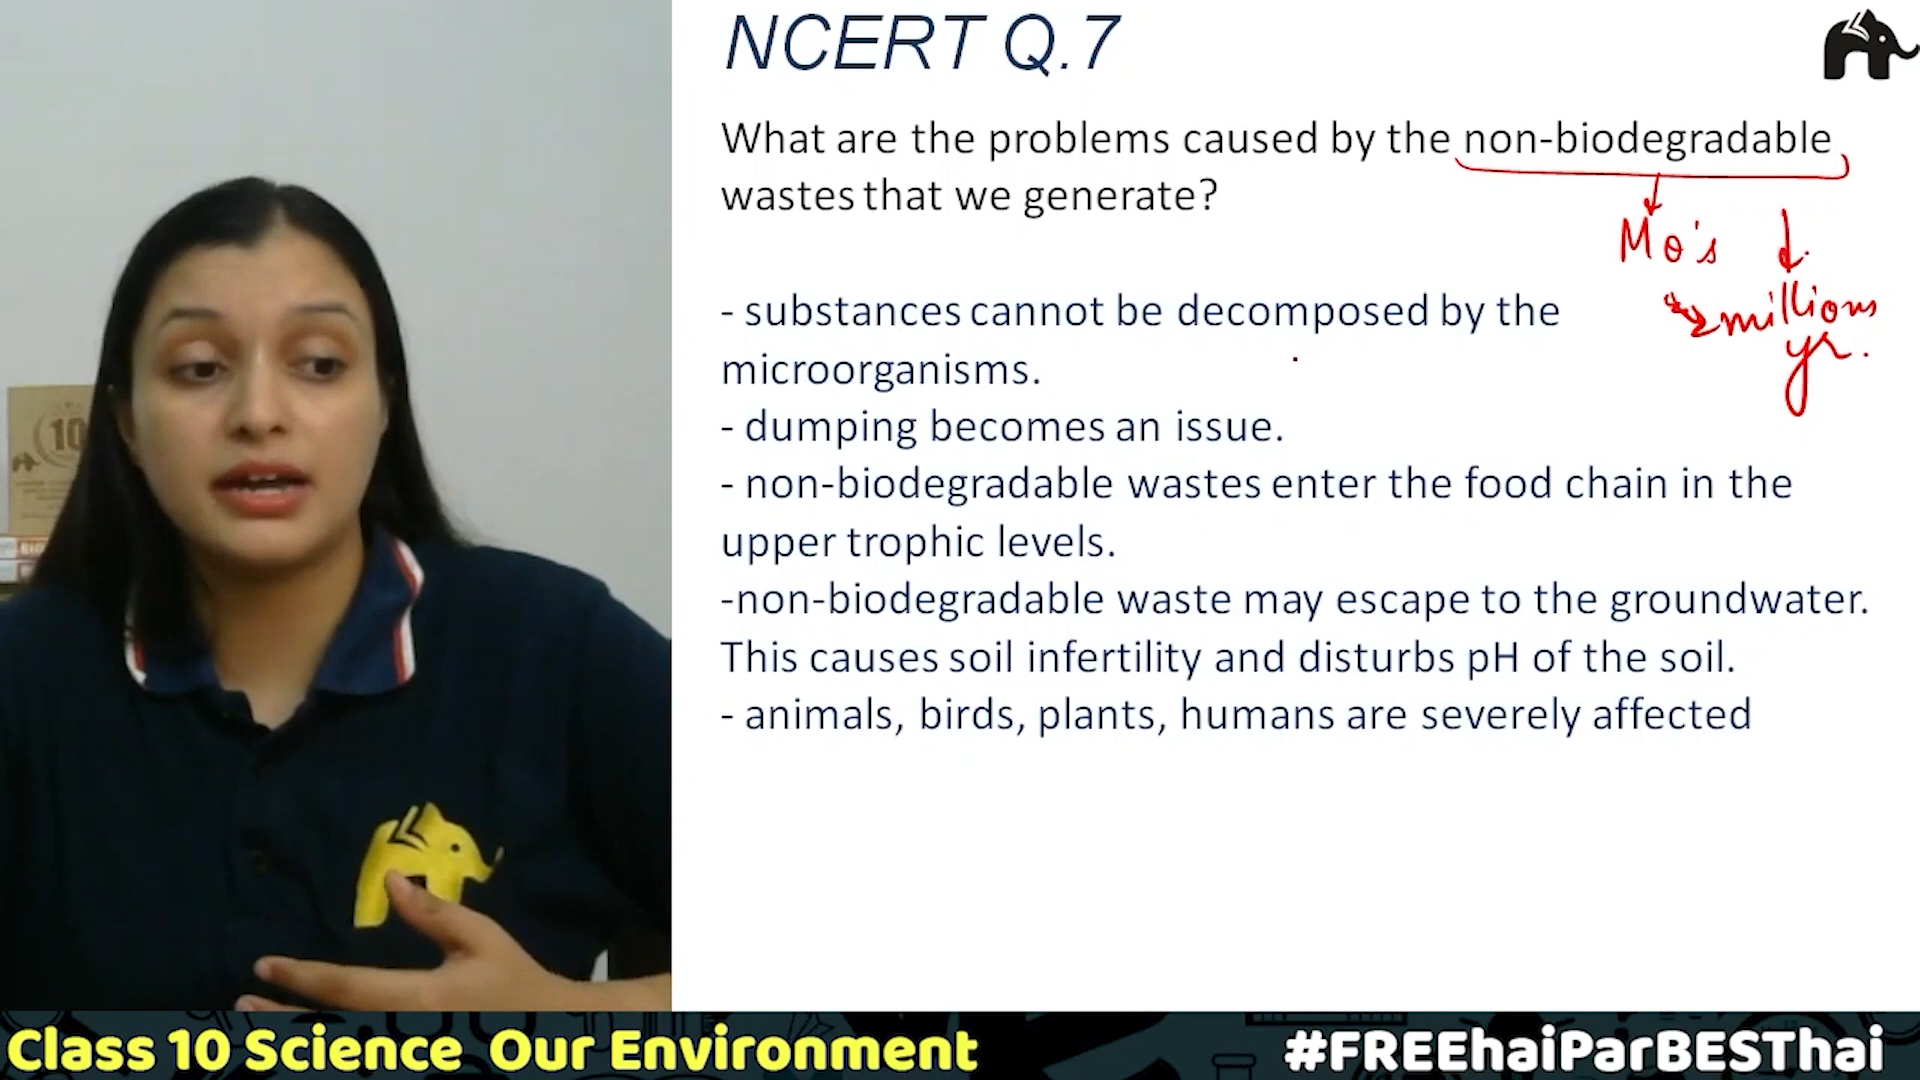 NCERT Q.7
What are the problems caused by the non-biodegradable
wastes that we generate?
Mo's
millions
yr.
- substances cannot be decomposed by the
microorganisms.
- dumping becomes an issue.
- non-biodegradable wastes enter the food chain in the
upper trophic levels.
-non-biodegradable waste may escape to the groundwater.
This causes soil infertility and disturbs pH of the soil.
- animals, birds, plants, humans are severely affected
10
Class 10 Science Our Environment
#FREEhaiParBESThai